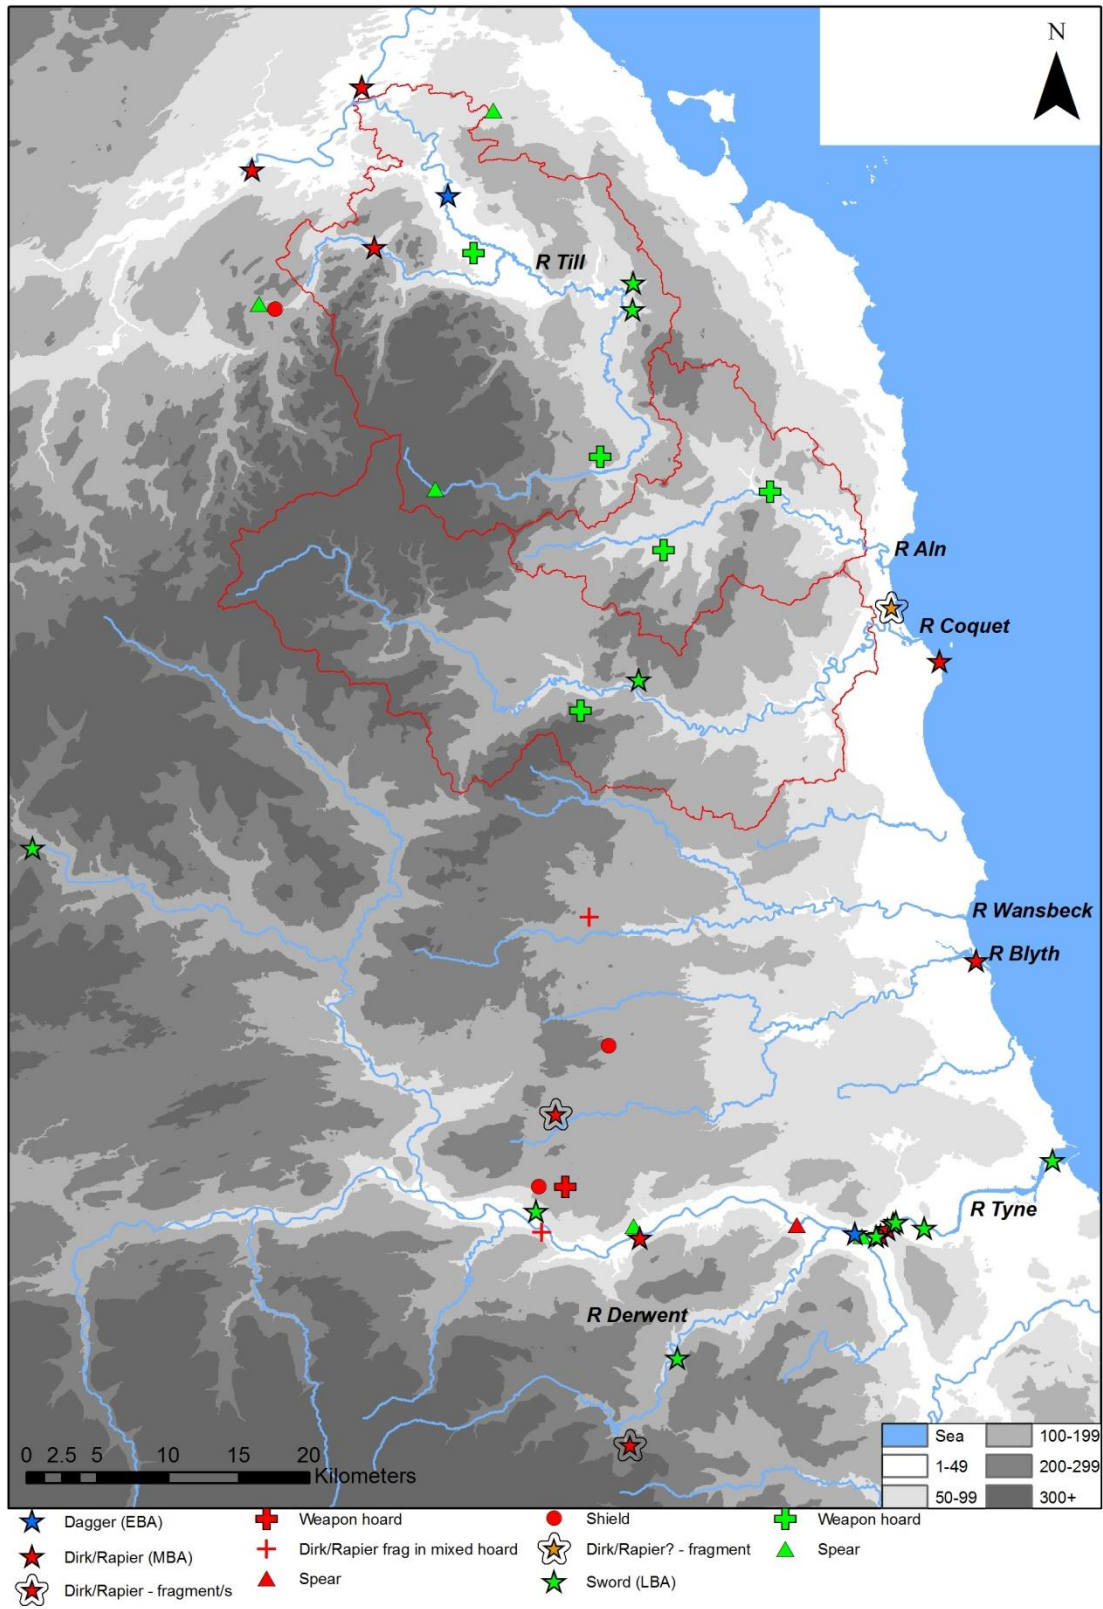 N
R Till
R Aln
R Coquet
R Wansbeck
R Blyth
R Tyne
R Derwent
0 2.5 5 10 15 20
Kilometers
Sea 100-199
1-49 200-299
50-99 300+
Dagger (EBA) Weapon hoard Shield Weapon hoard
Dirk/Rapier (MBA) Dirk/Rapier frag in mixed hoard Dirk/Rapier? - fragment Spear
Dirk/Rapier - fragment/s Spear Sword (LBA)